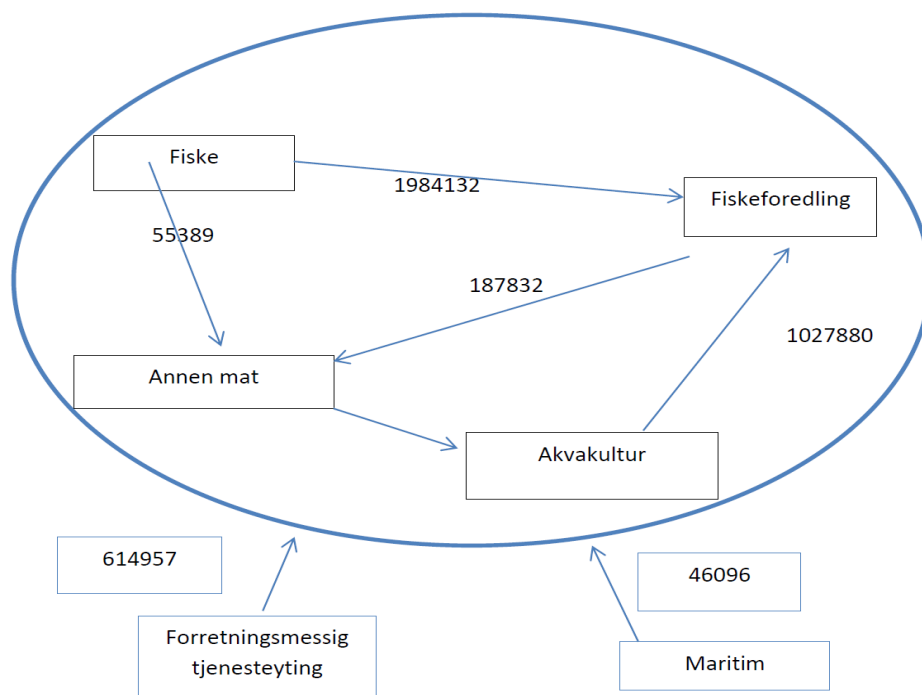 Fiske
1984132
Fiskeforedling
55389
187832
1027880
Annen mat
Akvakultur
614957
46096
Forretningsmessig
tjenesteyting
Maritim